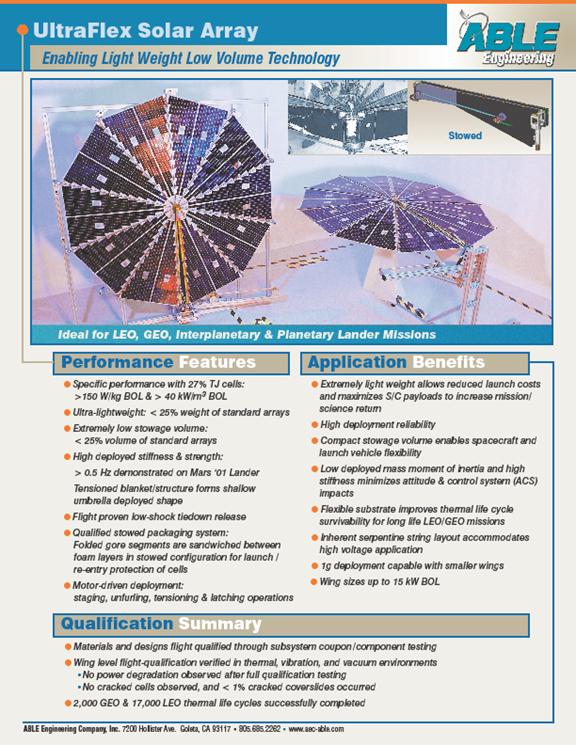 UltraFlex Solar Array
ABLE
Engineering
Enabling Light Weight Low Volume Technology
Stowed
Ideal for LEO, GEO, Interplanetary & Planetary Lander Missions
Performance Features
Specific performance with 27% TJ cells:
>150 W/kg BOL & > 40 kW/m³ BOL
Ultra-lightweight: < 25% weight of standard arrays
Extremely low stowage volume:
< 25% volume of standard arrays
High deployed stiffness & strength:
> 0.5 Hz demonstrated on Mars '01 Lander
Tensioned blanket/structure forms shallow
umbrella deployed shape
Flight proven low-shock tiedown release
Qualified stowed packaging system:
Folded gore segments are sandwiched between
foam layers in stowed configuration for launch /
re-entry protection of cells
Motor-driven deployment:
staging, unfurling, tensioning & latching operations
Application Benefits
Extremely light weight allows reduced launch costs
and maximizes S/C payloads to increase mission/
science return
High deployment reliability
Compact stowage volume enables spacecraft and
launch vehicle flexibility
Low deployed mass moment of inertia and high
stiffness minimizes attitude & control system (ACS)
impacts
Flexible substrate improves thermal life cycle
survivability for long life LEO/GEO missions
Inherent serpentine string layout accommodates
high voltage application
1g deployment capable with smaller wings
Wing sizes up to 15 kW BOL
Qualification Summary
Materials and designs flight qualified through subsystem coupon/component testing
Wing level flight-qualification verified in thermal, vibration, and vacuum environments
• No power degradation observed after full qualification testing
• No cracked cells observed, and < 1% cracked coverslides occurred
2,000 GEO & 17,000 LEO thermal life cycles successfully completed
ABLE Engineering Company, Inc. 7200 Hollister Ave. Goleta, CA 93117 • 805.685.2262 • www.aec-able.com